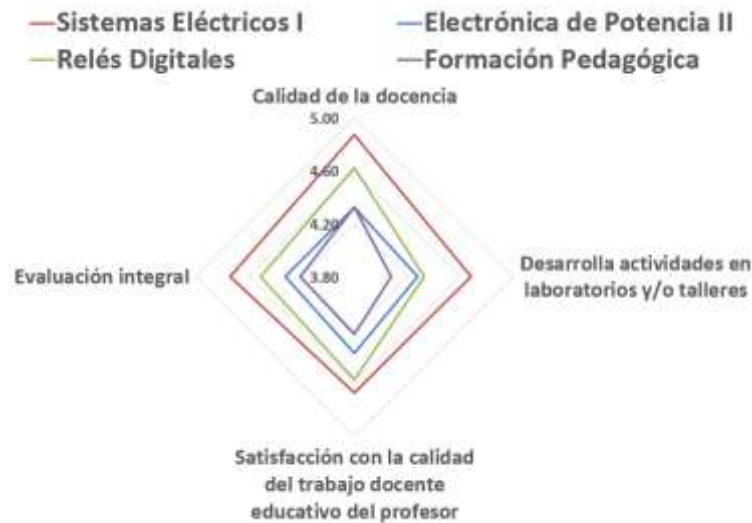 Sistemas Eléctricos I
Electrónica de Potencia II
Relés Digitales
Formación Pedagógica
Calidad de la docencia
5.00
4.60
4.20
3.80
Evaluación integral
Desarrolla actividades en
laboratorios y/o talleres
Satisfacción con la calidad
del trabajo docente
educativo del profesor